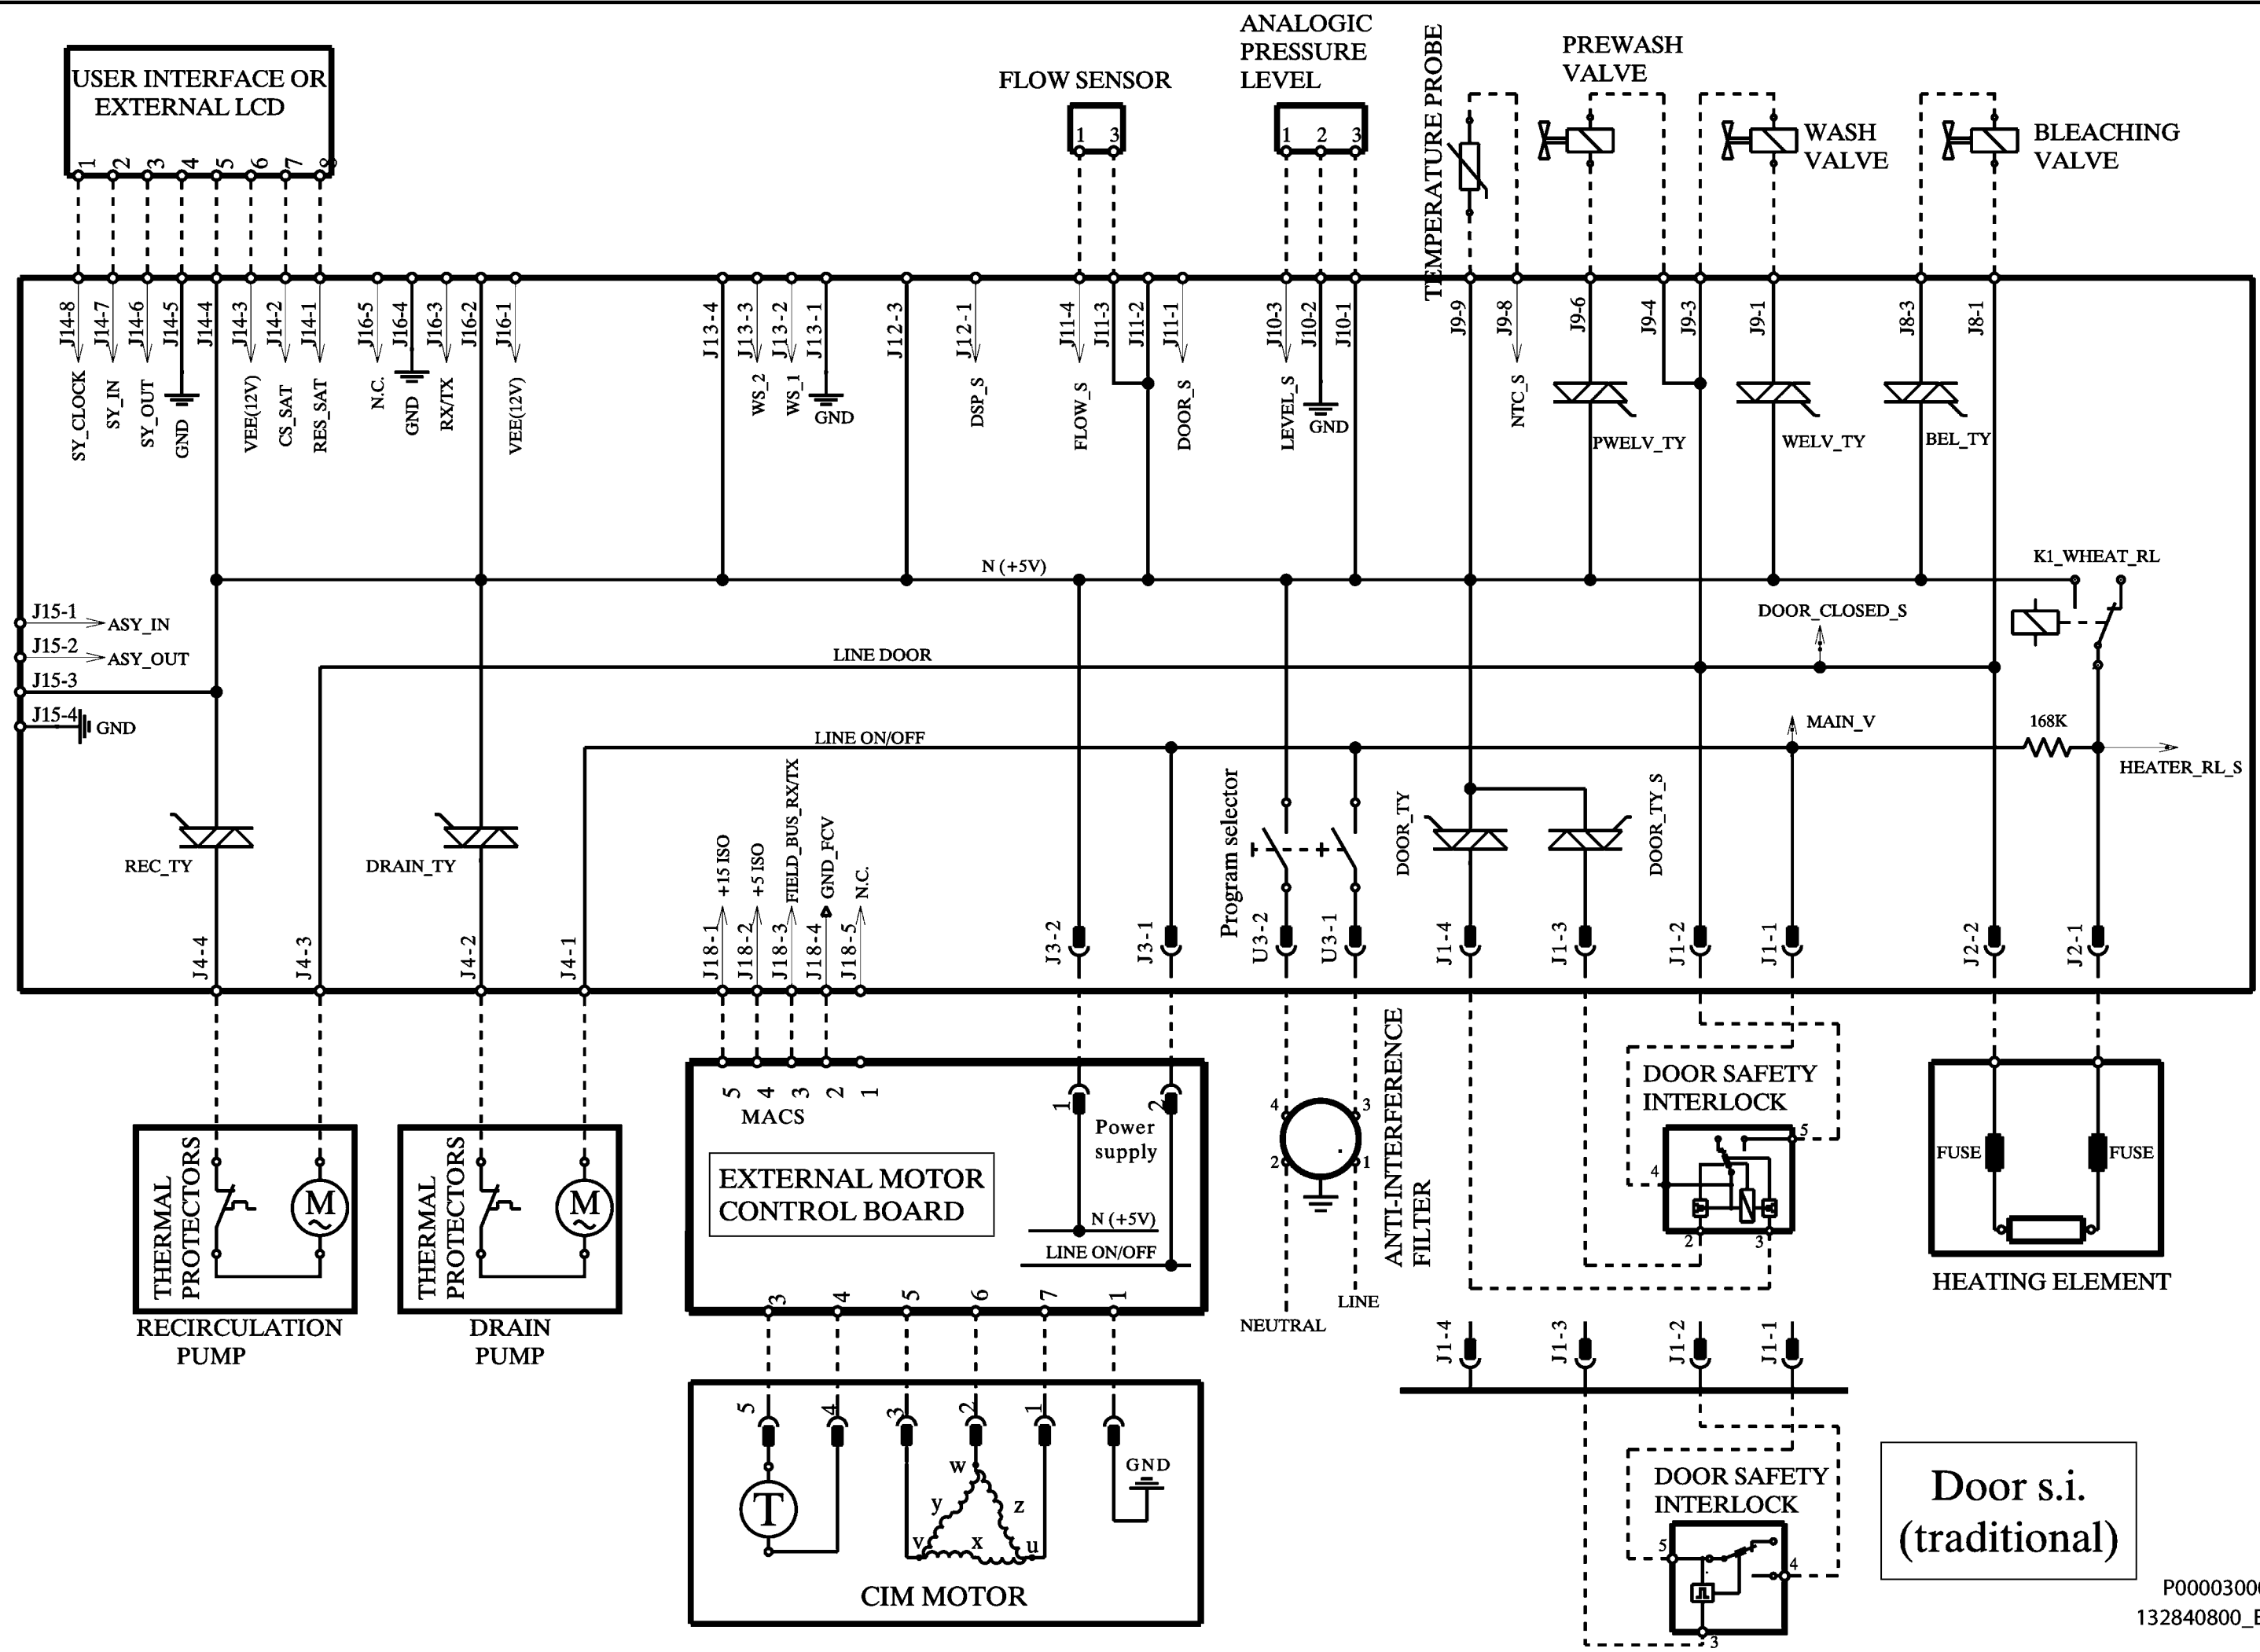 USER INTERFACE OR
EXTERNAL LCD
1 2 3 4 5 6 7 8
FLOW SENSOR
1 3
ANALOGIC
PRESSURE
LEVEL
1 2 3
TEMPERATURE PROBE
PREWASH
VALVE
WASH
VALVE
BLEACHING
VALVE
J14-8 J14-7 J14-6 J14-5 J14-4 J14-3 J14-2 J14-1
SY_CLOCK SY_IN SY_OUT GND VEE(12V) CS_SAT RES_SAT
J16-5 J16-4 J16-3 J16-2 J16-1
N.C. GND RX/TX VEE(12V)
J13-4 J13-3 J13-2 J13-1
WS_2 WS_1 GND
J12-3 J12-1
DSP_S
J11-4 J11-3 J11-2 J11-1
FLOW_S DOOR_S
J10-3 J10-2 J10-1
LEVEL_S GND
J9-9 J9-8 J9-6 J9-4 J9-3 J9-1 J8-3 J8-1
NTC_S PWELV_TY WELV_TY BEL_TY
N (+5V)
K1_WHEAT_RL
J15-1 ASY_IN
J15-2 ASY_OUT
J15-3
J15-4 GND
LINE DOOR
DOOR_CLOSED_S
LINE ON/OFF
MAIN_V
168K
HEATER_RL_S
REC_TY
DRAIN_TY
+15 ISO +5 ISO FIELD_BUS_RX/TX GND_FCV N.C.
Program selector
DOOR_TY
DOOR_TY_S
J4-4 J4-3 J4-2 J4-1
J18-1 J18-2 J18-3 J18-4 J18-5
J3-2 J3-1
U3-2 U3-1
J1-4 J1-3 J1-2 J1-1
J2-2 J2-1
THERMAL
PROTECTORS
M
RECIRCULATION
PUMP
THERMAL
PROTECTORS
M
DRAIN
PUMP
5 4 3 2 1
MACS
1 2
Power
supply
EXTERNAL MOTOR
CONTROL BOARD
N (+5V)
LINE ON/OFF
3 4 5 6 7 1
4 3
2 1
ANTI-INTERFERENCE
FILTER
NEUTRAL
LINE
DOOR SAFETY
INTERLOCK
5
4
2 3
FUSE FUSE
HEATING ELEMENT
5 4 3 2 1
T
w
y z
v x u
GND
CIM MOTOR
J1-4 J1-3 J1-2 J1-1
DOOR SAFETY
INTERLOCK
5
4
3
Door s.i.
(traditional)